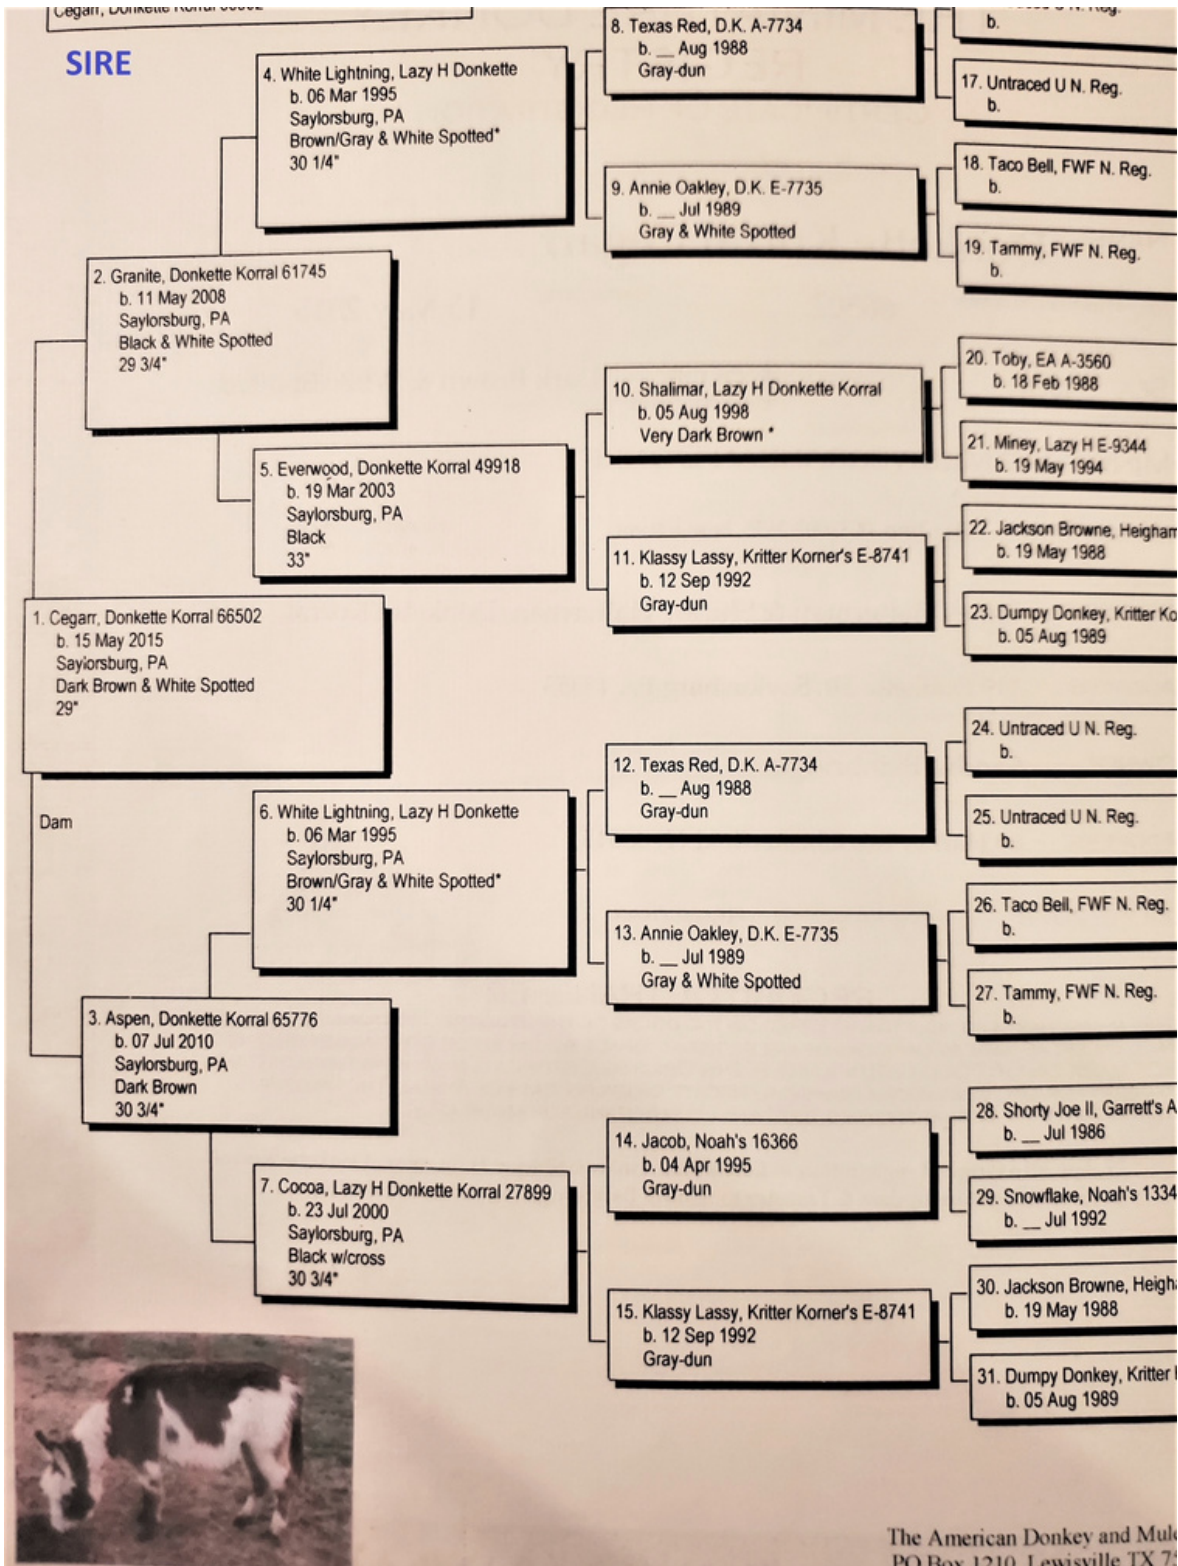 Cegarr, Donkette Korral 66502
SIRE
1. Cegarr, Donkette Korral 66502
b. 15 May 2015
Saylorsburg, PA
Dark Brown & White Spotted
29"
Dam
2. Granite, Donkette Korral 61745
b. 11 May 2008
Saylorsburg, PA
Black & White Spotted
29 3/4"
3. Aspen, Donkette Korral 65776
b. 07 Jul 2010
Saylorsburg, PA
Dark Brown
30 3/4"
4. White Lightning, Lazy H Donkette
b. 06 Mar 1995
Saylorsburg, PA
Brown/Gray & White Spotted*
30 1/4"
5. Everwood, Donkette Korral 49918
b. 19 Mar 2003
Saylorsburg, PA
Black
33"
6. White Lightning, Lazy H Donkette
b. 06 Mar 1995
Saylorsburg, PA
Brown/Gray & White Spotted*
30 1/4"
7. Cocoa, Lazy H Donkette Korral 27899
b. 23 Jul 2000
Saylorsburg, PA
Black w/cross
30 3/4"
8. Texas Red, D.K. A-7734
b. __ Aug 1988
Gray-dun
9. Annie Oakley, D.K. E-7735
b. __ Jul 1989
Gray & White Spotted
10. Shalimar, Lazy H Donkette Korral
b. 05 Aug 1998
Very Dark Brown *
11. Klassy Lassy, Kritter Korner's E-8741
b. 12 Sep 1992
Gray-dun
12. Texas Red, D.K. A-7734
b. __ Aug 1988
Gray-dun
13. Annie Oakley, D.K. E-7735
b. __ Jul 1989
Gray & White Spotted
14. Jacob, Noah's 16366
b. 04 Apr 1995
Gray-dun
15. Klassy Lassy, Kritter Korner's E-8741
b. 12 Sep 1992
Gray-dun
U N. Reg.
b.
17. Untraced U N. Reg.
b.
18. Taco Bell, FWF N. Reg.
b.
19. Tammy, FWF N. Reg.
b.
20. Toby, EA A-3560
b. 18 Feb 1988
21. Miney, Lazy H E-9344
b. 19 May 1994
22. Jackson Browne, Heigham
b. 19 May 1988
23. Dumpy Donkey, Kritter Ko
b. 05 Aug 1989
24. Untraced U N. Reg.
b.
25. Untraced U N. Reg.
b.
26. Taco Bell, FWF N. Reg.
b.
27. Tammy, FWF N. Reg.
b.
28. Shorty Joe II, Garrett's A
b. __ Jul 1986
29. Snowflake, Noah's 1334
b. __ Jul 1992
30. Jackson Browne, Heigh
b. 19 May 1988
31. Dumpy Donkey, Kritter
b. 05 Aug 1989
The American Donkey and Mule
PO Box 1210, Lewisville TX 75